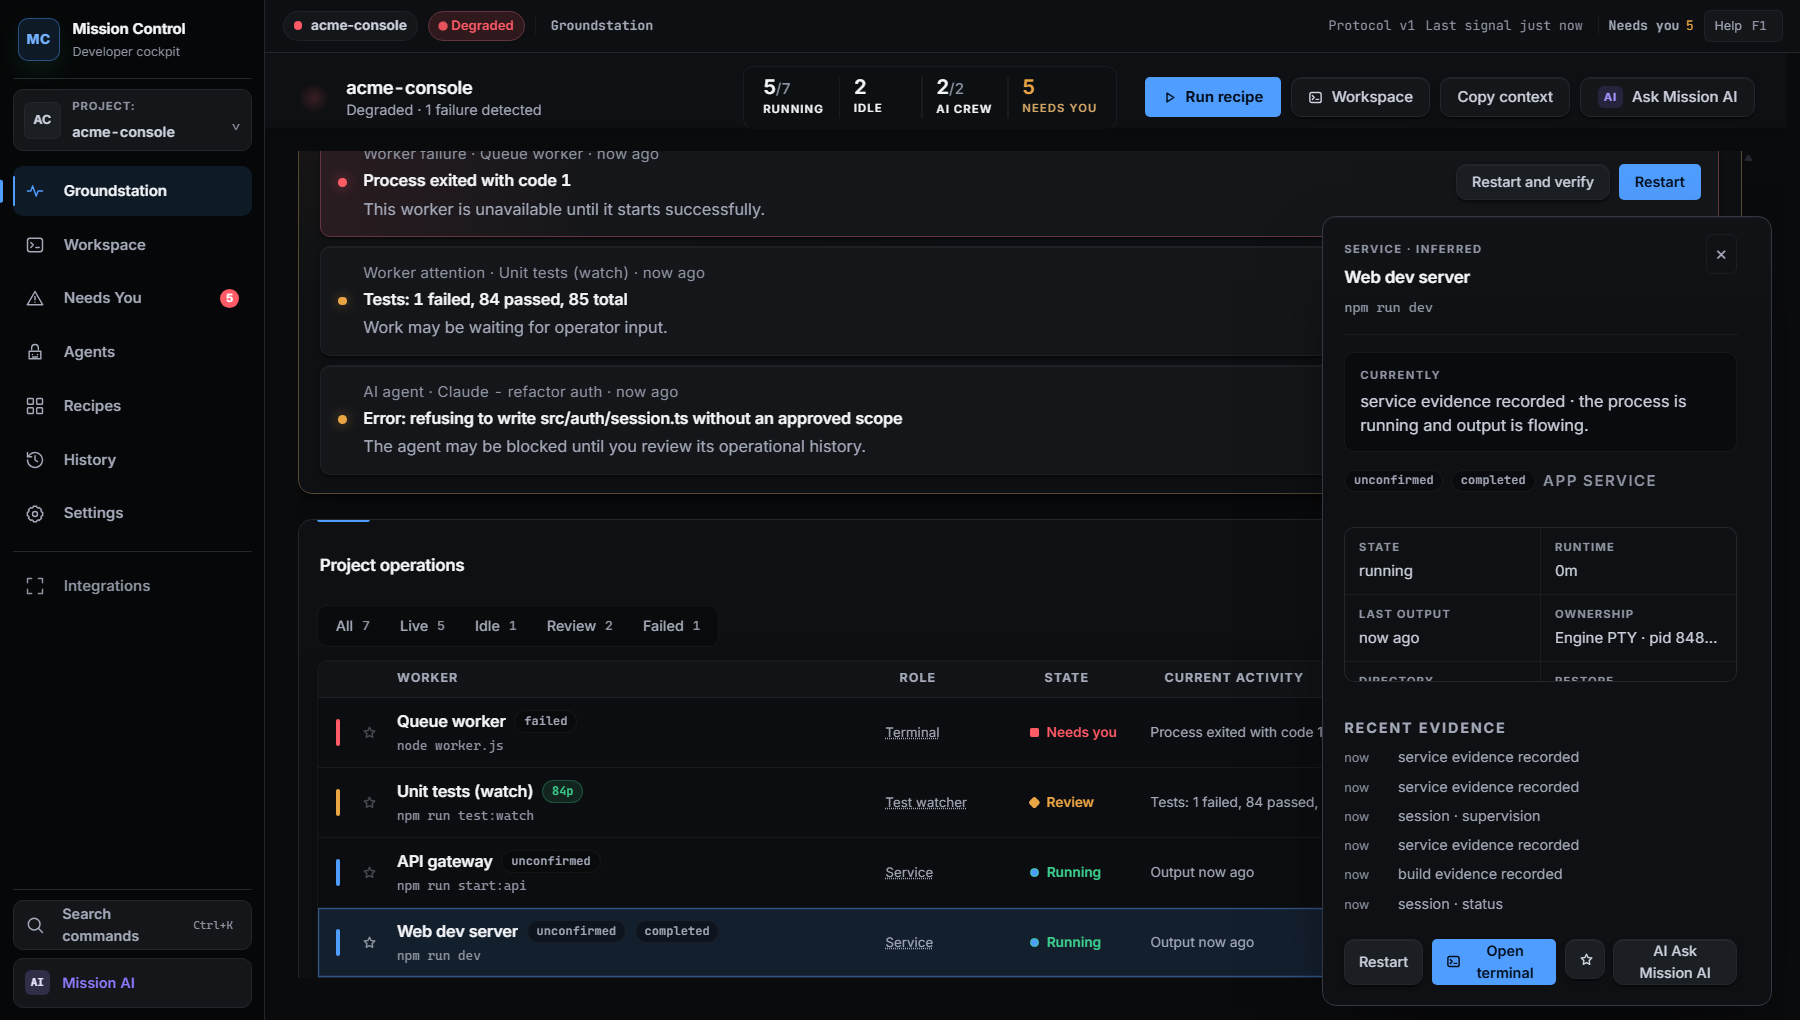 MC
Mission Control
Developer cockpit
AC
PROJECT:
acme-console
v
Groundstation
Workspace
Needs You
5
Agents
Recipes
History
Settings
Integrations
Search commands
Ctrl+K
AI
Mission AI
acme-console
Degraded
Groundstation
Protocol v1
Last signal just now
Needs you 5
Help F1
acme-console
Degraded · 1 failure detected
5/7
RUNNING
2
IDLE
2/2
AI CREW
5
NEEDS YOU
Run recipe
Workspace
Copy context
AI Ask Mission AI
Worker failure · Queue worker · now ago
Process exited with code 1
This worker is unavailable until it starts successfully.
Restart and verify
Restart
Worker attention · Unit tests (watch) · now ago
Tests: 1 failed, 84 passed, 85 total
Work may be waiting for operator input.
AI agent · Claude - refactor auth · now ago
Error: refusing to write src/auth/session.ts without an approved scope
The agent may be blocked until you review its operational history.
Project operations
All 7
Live 5
Idle 1
Review 2
Failed 1
WORKER
ROLE
STATE
CURRENT ACTIVITY
Queue worker
failed
node worker.js
Terminal
Needs you
Process exited with code 1
Unit tests (watch)
84p
npm run test:watch
Test watcher
Review
Tests: 1 failed, 84 passed,
API gateway
unconfirmed
npm run start:api
Service
Running
Output now ago
Web dev server
unconfirmed
completed
npm run dev
Service
Running
Output now ago
SERVICE · INFERRED
Web dev server
npm run dev
CURRENTLY
service evidence recorded · the process is
running and output is flowing.
unconfirmed
completed
APP SERVICE
STATE
running
RUNTIME
0m
LAST OUTPUT
now ago
OWNERSHIP
Engine PTY · pid 848...
DIRECTORY
RESTORE
RECENT EVIDENCE
now service evidence recorded
now service evidence recorded
now session · supervision
now service evidence recorded
now build evidence recorded
now session · status
Restart
Open
terminal
AI Ask
Mission AI